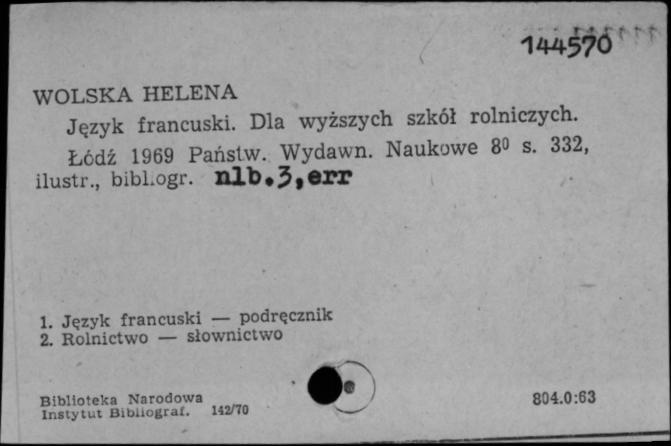 144570
WOLSKA HELENA
Język francuski. Dla wyższych szkół rolniczych.
Łódź 1969 Państw. Wydawn. Naukowe 8⁰ s. 332,
ilustr., bibliogr. nlb.3,err
1. Język francuski — podręcznik
2. Rolnictwo — słownictwo
Biblioteka Narodowa
Instytut Bibliograf. 142/70
804.0:63